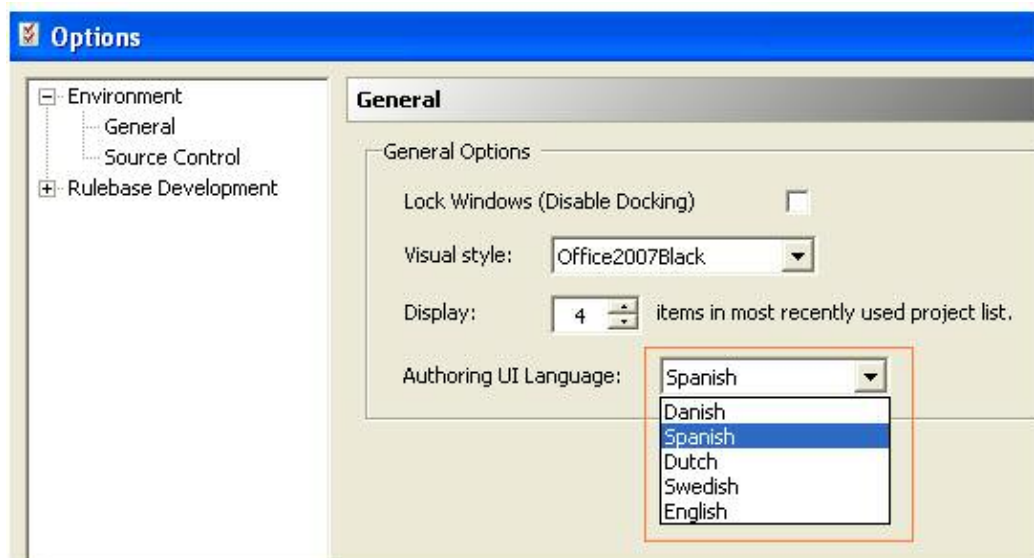 Options
Environment
General
Source Control
Rulebase Development
General
General Options
Lock Windows (Disable Docking)
Visual style: Office2007Black
Display: 4 items in most recently used project list.
Authoring UI Language: Spanish
Danish
Spanish
Dutch
Swedish
English